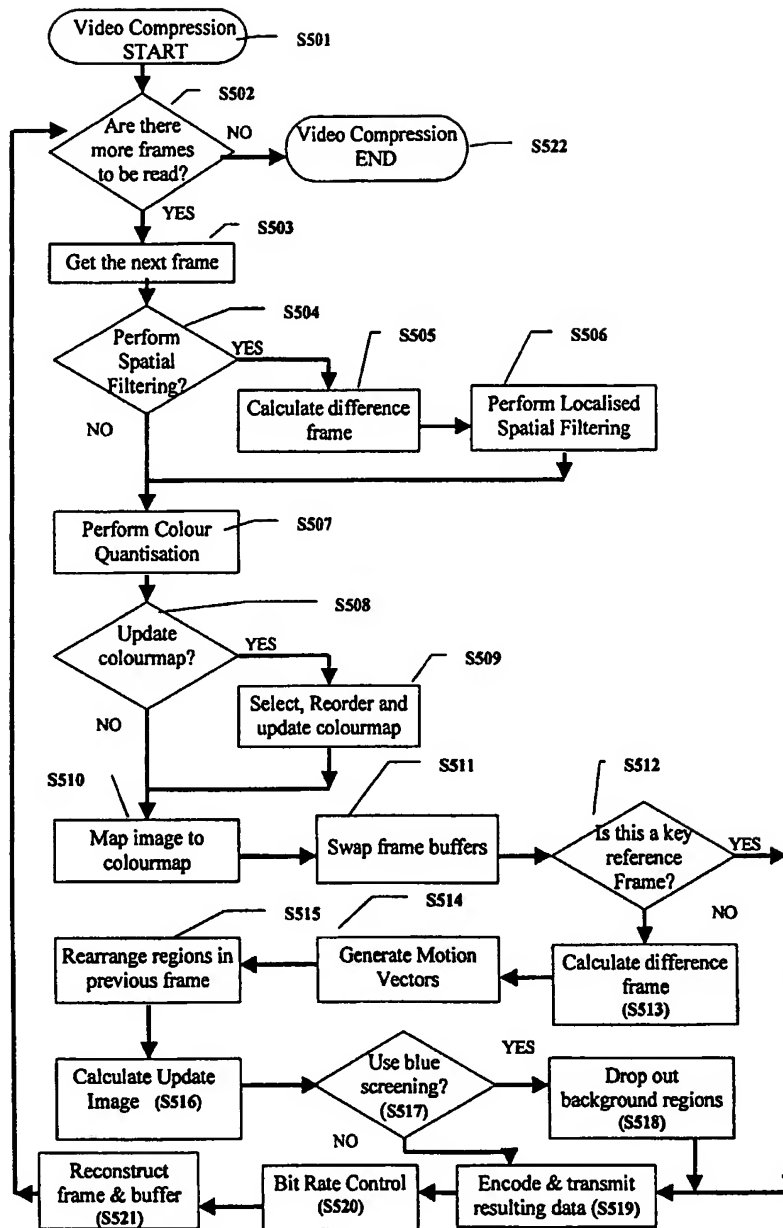 Video Compression
START
S501
S502
Are there
more frames
to be read?
NO
Video Compression
END
S522
YES
S503
Get the next frame
S504
Perform
Spatial
Filtering?
YES
S505
Calculate difference
frame
S506
Perform Localised
Spatial Filtering
NO
Perform Colour
Quantisation
S507
S508
Update
colourmap?
YES
S509
Select, Reorder and
update colourmap
NO
S510
Map image to
colourmap
S511
Swap frame buffers
S512
Is this a key
reference
Frame?
YES
NO
Calculate difference
frame
(S513)
S514
Generate Motion
Vectors
S515
Rearrange regions in
previous frame
Calculate Update
Image (S516)
Use blue
screening?
(S517)
YES
Drop out
background regions
(S518)
NO
Encode & transmit
resulting data (S519)
Bit Rate Control
(S520)
Reconstruct
frame & buffer
(S521)